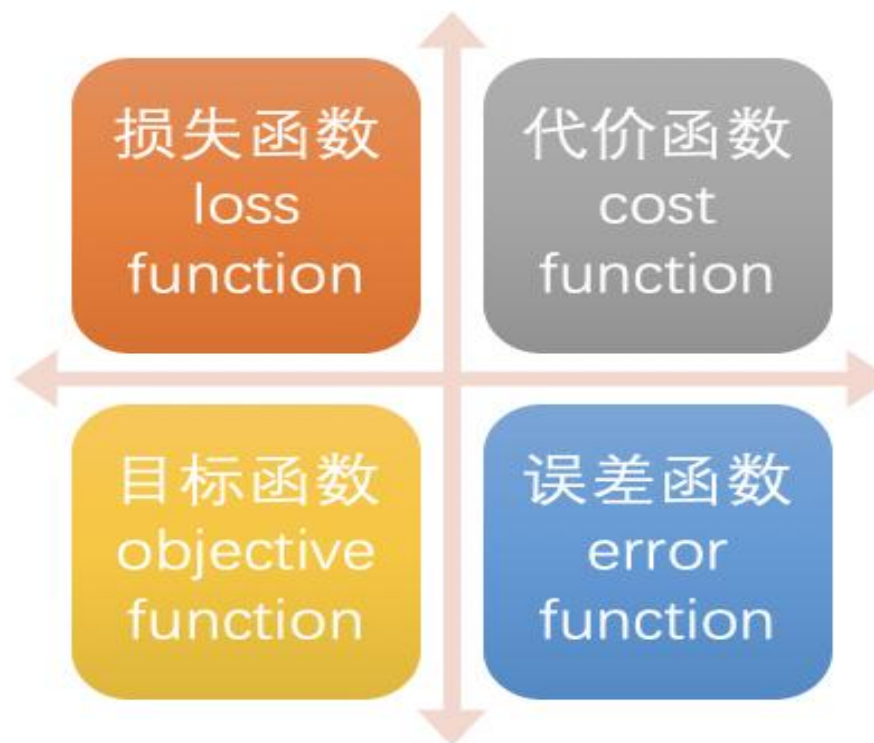 损失函数
loss
function
代价函数
cost
function
目标函数
objective
function
误差函数
error
function